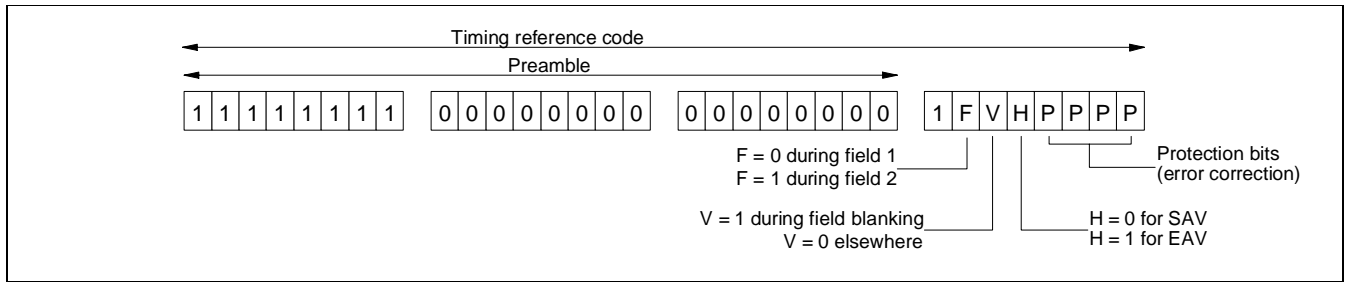 Timing reference code
Preamble
1 1 1 1 1 1 1 1 0 0 0 0 0 0 0 0 0 0 0 0 0 0 0 0 1 F V H P P P P
F = 0 during field 1
F = 1 during field 2
Protection bits
(error correction)
V = 1 during field blanking
V = 0 elsewhere
H = 0 for SAV
H = 1 for EAV